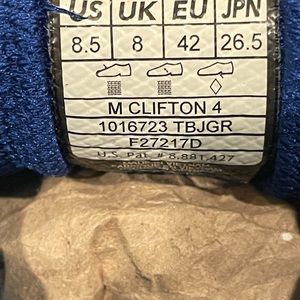 US UK EU JPN
8.5 8 42 26.5
M CLIFTON 4
1016723 TBJGR
F27217D
U.S. Pat. # 8,881,427